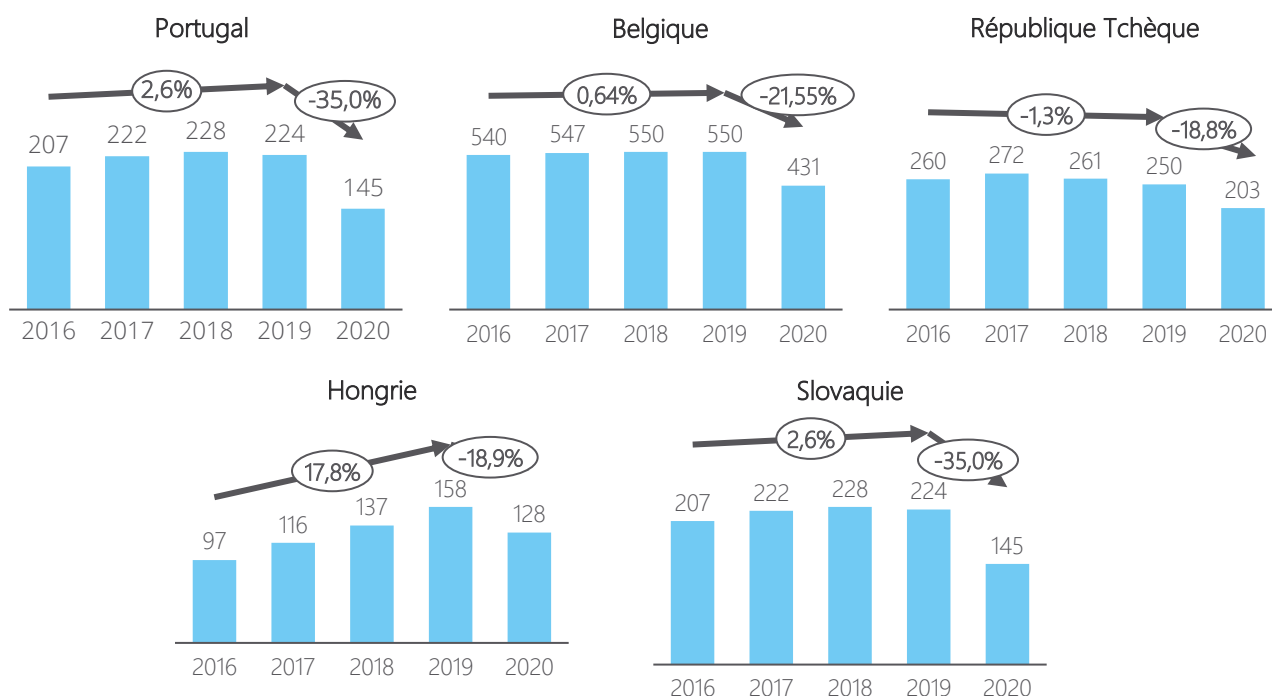 Portugal
2,6%
-35,0%
207 222 228 224 145
2016 2017 2018 2019 2020
Belgique
0,64%
-21,55%
540 547 550 550 431
2016 2017 2018 2019 2020
République Tchèque
-1,3%
-18,8%
260 272 261 250 203
2016 2017 2018 2019 2020
Hongrie
17,8%
-18,9%
97 116 137 158 128
2016 2017 2018 2019 2020
Slovaquie
2,6%
-35,0%
207 222 228 224 145
2016 2017 2018 2019 2020